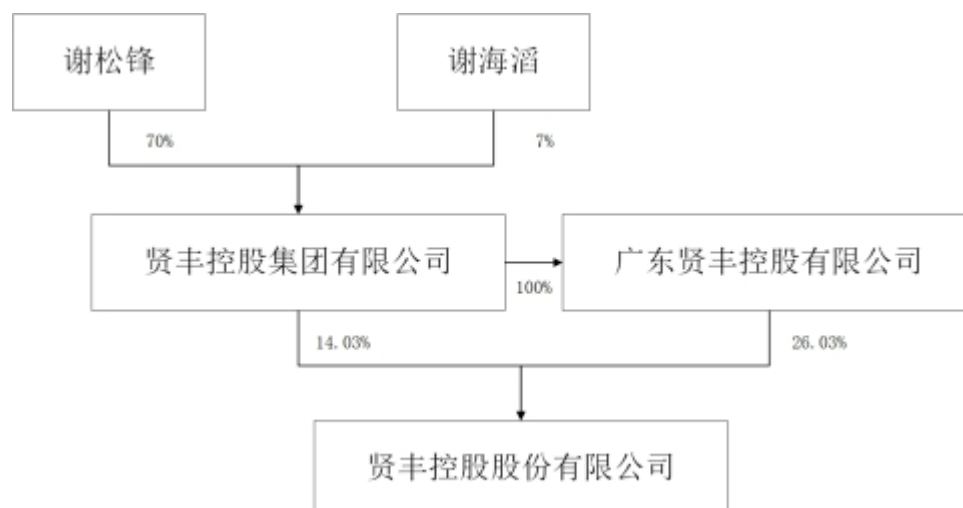 谢松锋
谢海滔
70%
7%
贤丰控股集团有限公司
广东贤丰控股有限公司
100%
14.03%
26.03%
贤丰控股股份有限公司